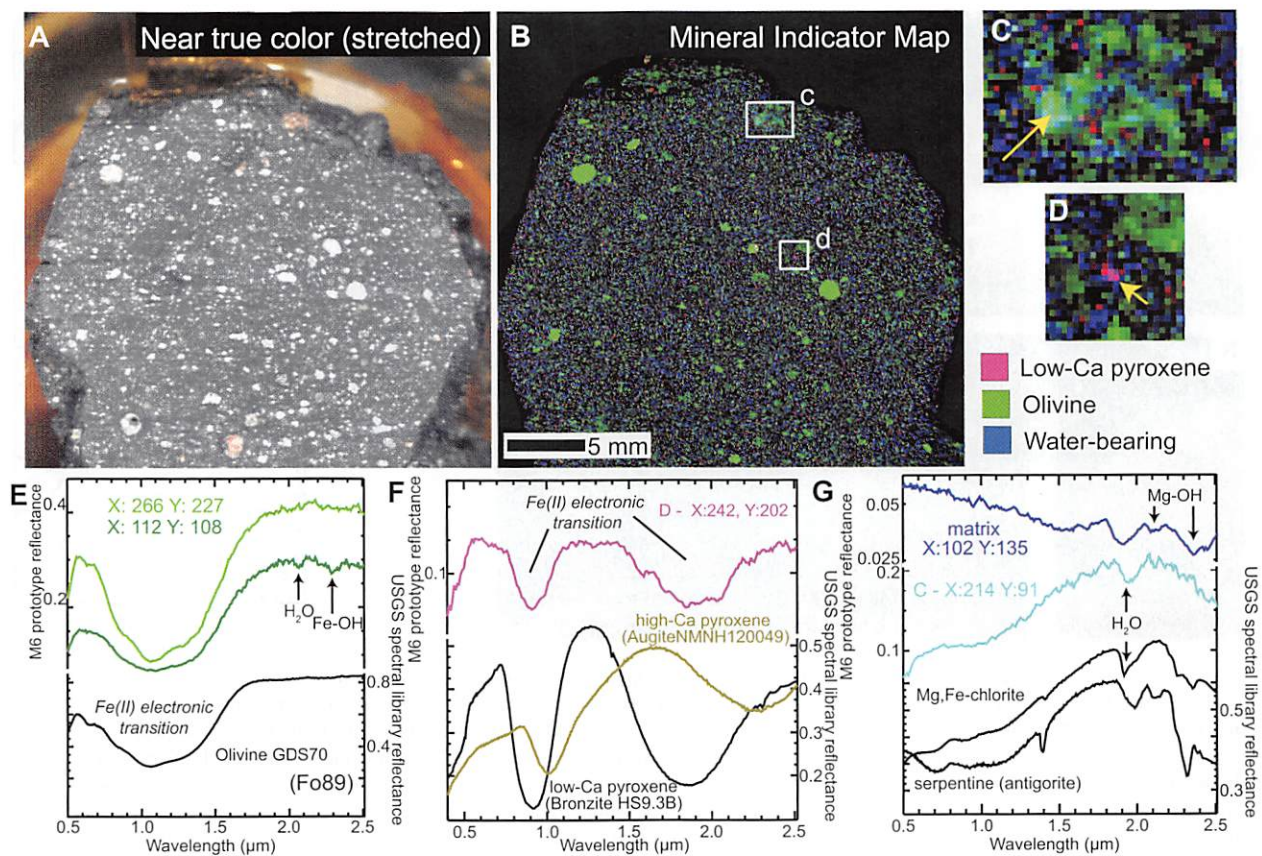 A
Near true color (stretched)
B
Mineral Indicator Map
c
d
5 mm
C
D
Low-Ca pyroxene
Olivine
Water-bearing
E
0.4
0.2
M6 prototype reflectance
X: 266 Y: 227
X: 112 Y: 108
H2O
Fe-OH
Fe(II) electronic
transition
Olivine GDS70
(Fo89)
0.8
0.4
USGS spectral library reflectance
0.5 1.0 1.5 2.0 2.5
Wavelength (µm)
F
M6 prototype reflectance
0.1
Fe(II) electronic
transition
D - X:242, Y:202
high-Ca pyroxene
(AugiteNMNH120049)
low-Ca pyroxene
(Bronzite HS9.3B)
0.5
0.4
0.3
0.2
USGS spectral library reflectance
0.5 1.0 1.5 2.0 2.5
Wavelength (µm)
G
M6 prototype reflectance
0.05
0.025
0.2
0.1
Mg-OH
matrix
X:102 Y:135
C - X:214 Y:91
H2O
Mg,Fe-chlorite
serpentine (antigorite)
0.5
0.3
USGS spectral library reflectance
0.5 1.0 1.5 2.0 2.5
Wavelength (µm)